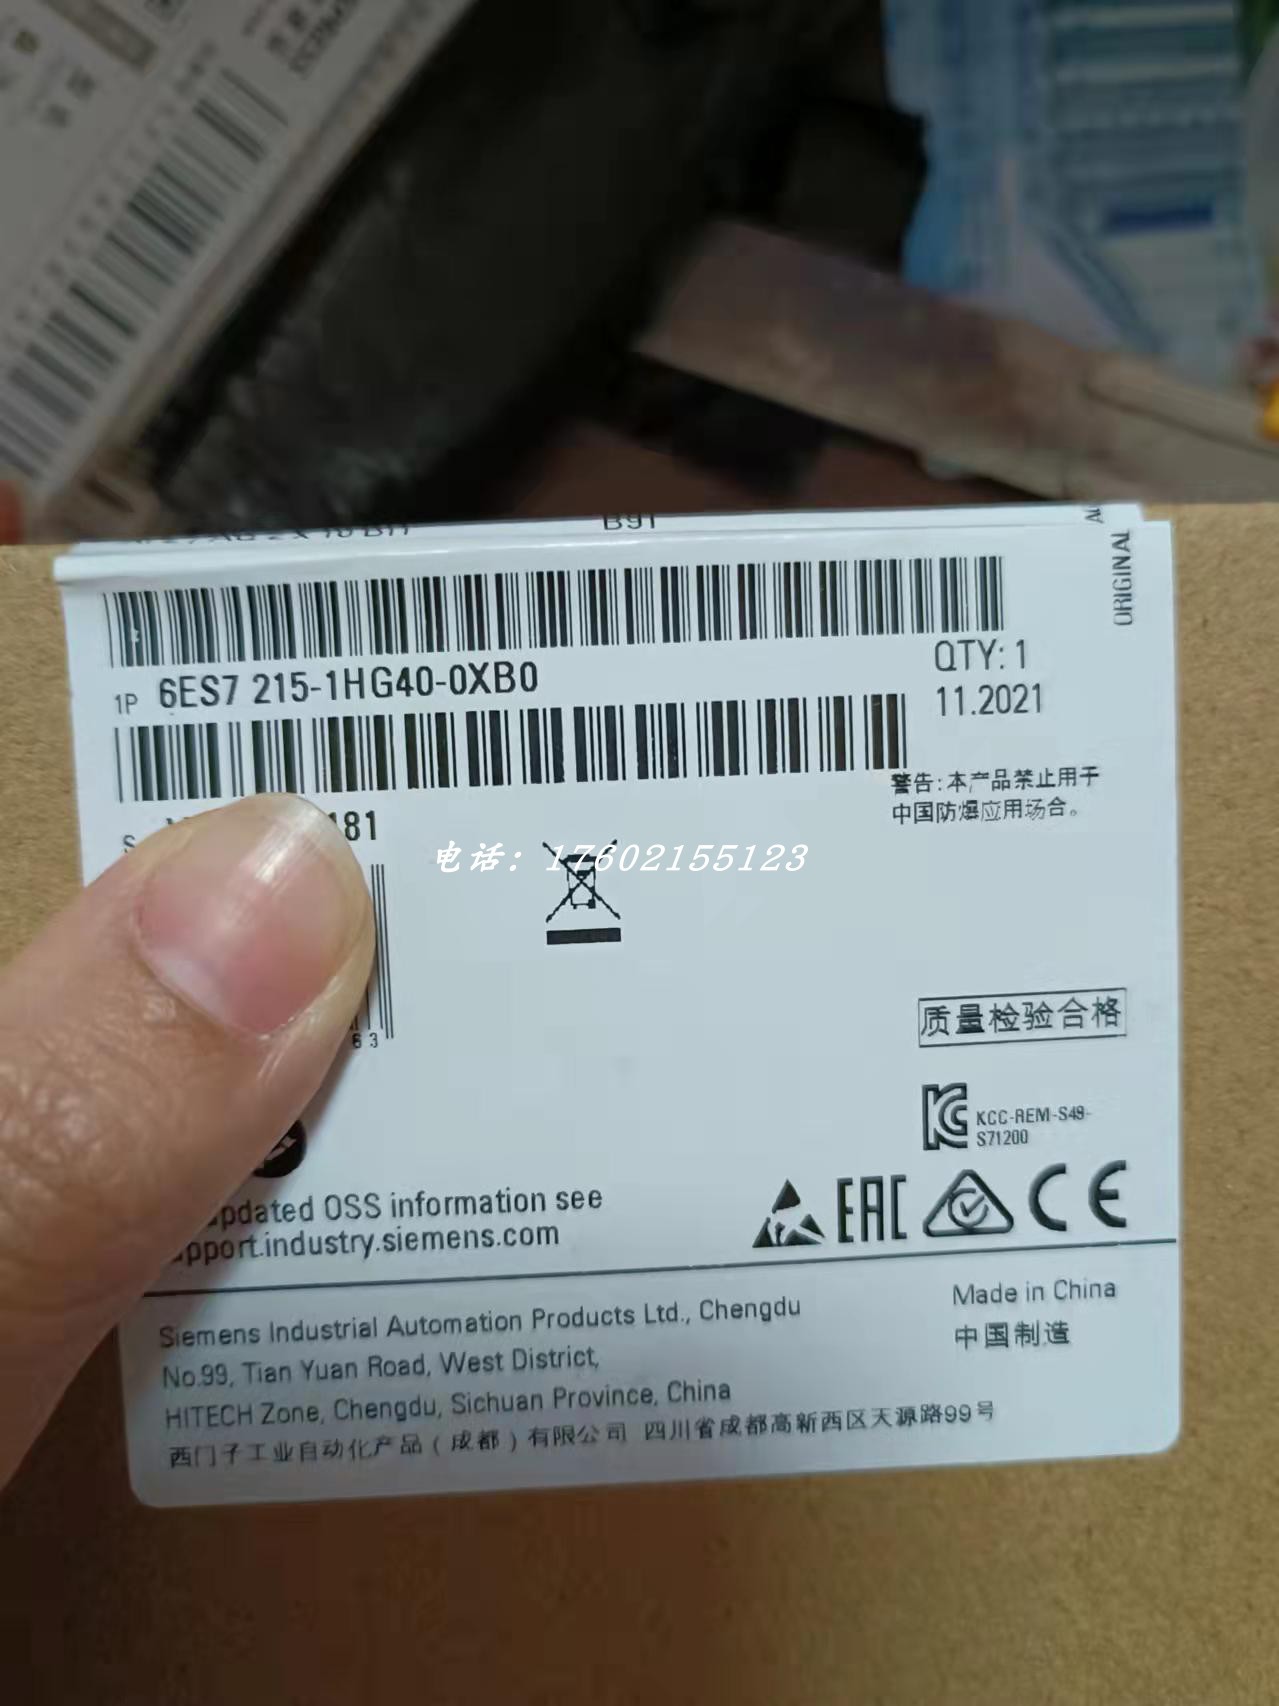 B91
ORIGINAL
1P 6ES7 215-1HG40-0XB0
QTY: 1
11.2021
警告:本产品禁止用于
中国防爆应用场合。
S
181
电话：17602155123
6 3
质量检验合格
KCC-REM-S49-
S71200
EAC
CE
updated OSS information see
support.industry.siemens.com
Siemens Industrial Automation Products Ltd., Chengdu
No.99, Tian Yuan Road, West District,
HITECH Zone, Chengdu, Sichuan Province, China
西门子工业自动化产品（成都）有限公司 四川省成都高新西区天源路99号
Made in China
中国制造